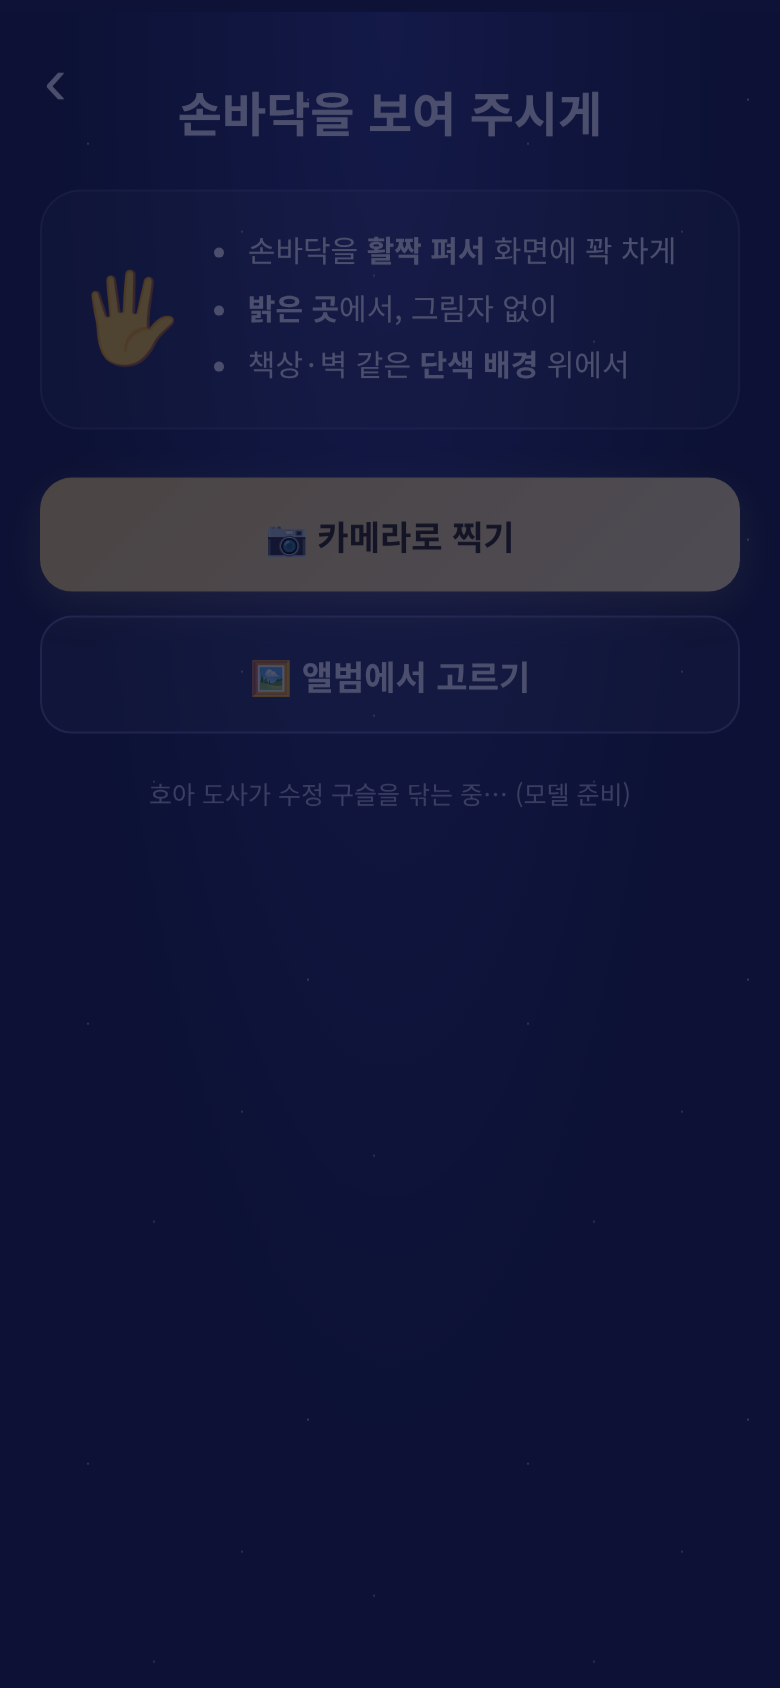 손바닥을 보여 주시게
손바닥을 활짝 펴서 화면에 꽉 차게
밝은 곳에서, 그림자 없이
책상·벽 같은 단색 배경 위에서
카메라로 찍기
앨범에서 고르기
호아 도사가 수정 구슬을 닦는 중… (모델 준비)